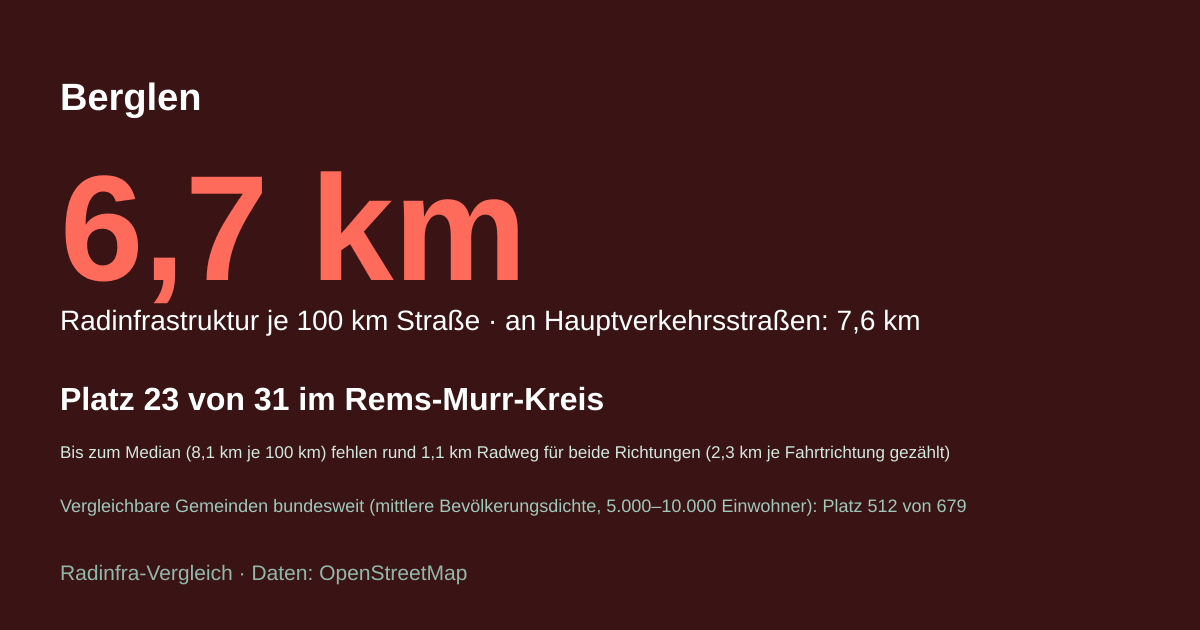 Berglen
6,7 km
Radinfrastruktur je 100 km Straße · an Hauptverkehrsstraßen: 7,6 km
Platz 23 von 31 im Rems-Murr-Kreis
Bis zum Median (8,1 km je 100 km) fehlen rund 1,1 km Radweg für beide Richtungen (2,3 km je Fahrtrichtung gezählt)
Vergleichbare Gemeinden bundesweit (mittlere Bevölkerungsdichte, 5.000–10.000 Einwohner): Platz 512 von 679
Radinfra-Vergleich · Daten: OpenStreetMap